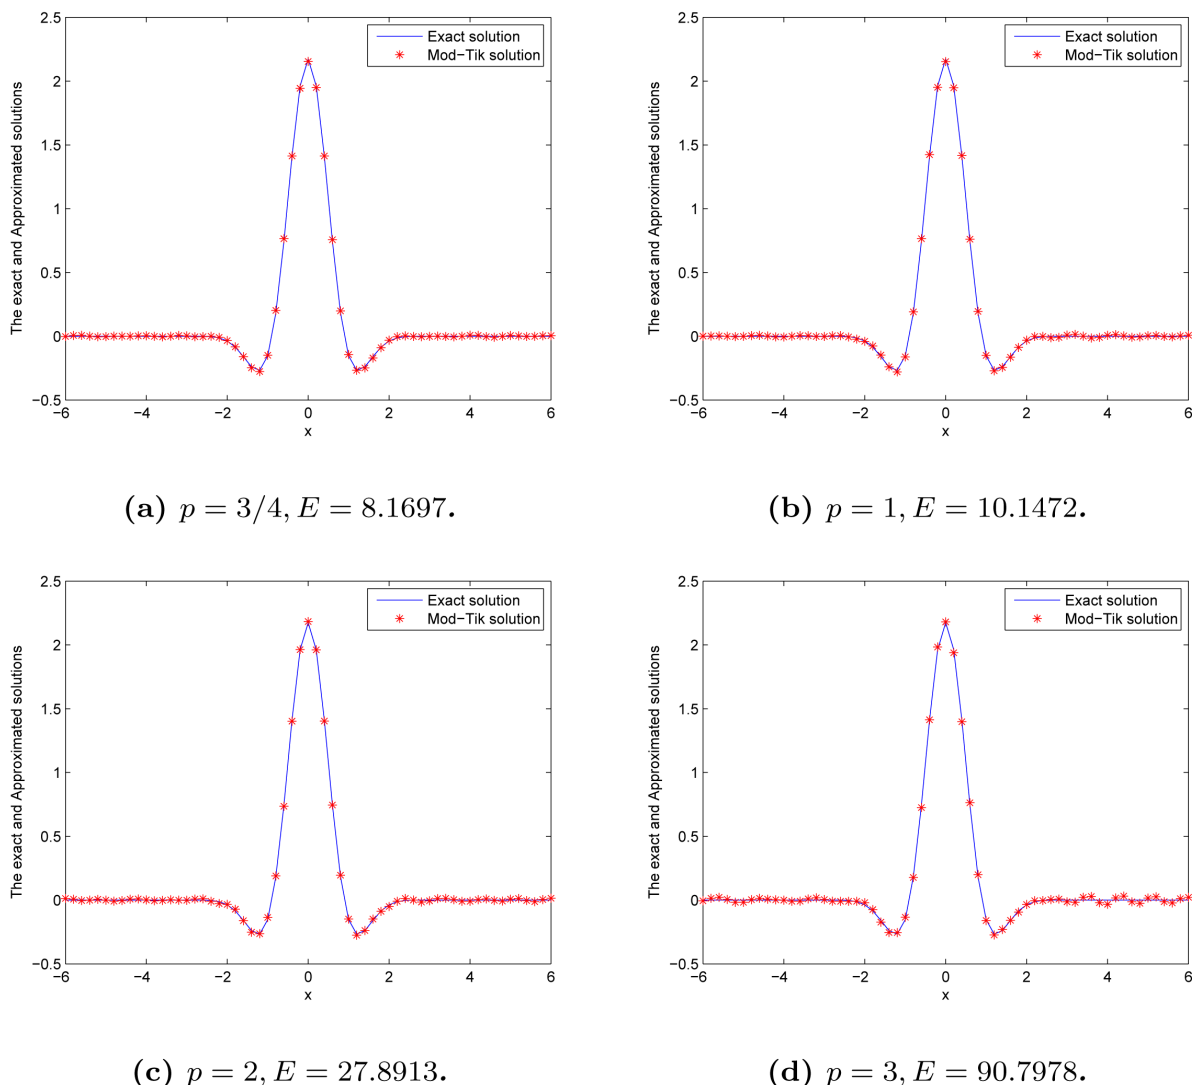 2.5
2
1.5
1
0.5
0
−0.5
−6 −4 −2 0 2 4 6
x
The exact and Approximated solutions
Exact solution
Mod−Tik solution
(a) p = 3/4, E = 8.1697.
2.5
2
1.5
1
0.5
0
−0.5
−6 −4 −2 0 2 4 6
x
The exact and Approximated solutions
Exact solution
Mod−Tik solution
(b) p = 1, E = 10.1472.
2.5
2
1.5
1
0.5
0
−0.5
−6 −4 −2 0 2 4 6
x
The exact and Approximated solutions
Exact solution
Mod−Tik solution
(c) p = 2, E = 27.8913.
2.5
2
1.5
1
0.5
0
−0.5
−6 −4 −2 0 2 4 6
x
The exact and Approximated solutions
Exact solution
Mod−Tik solution
(d) p = 3, E = 90.7978.